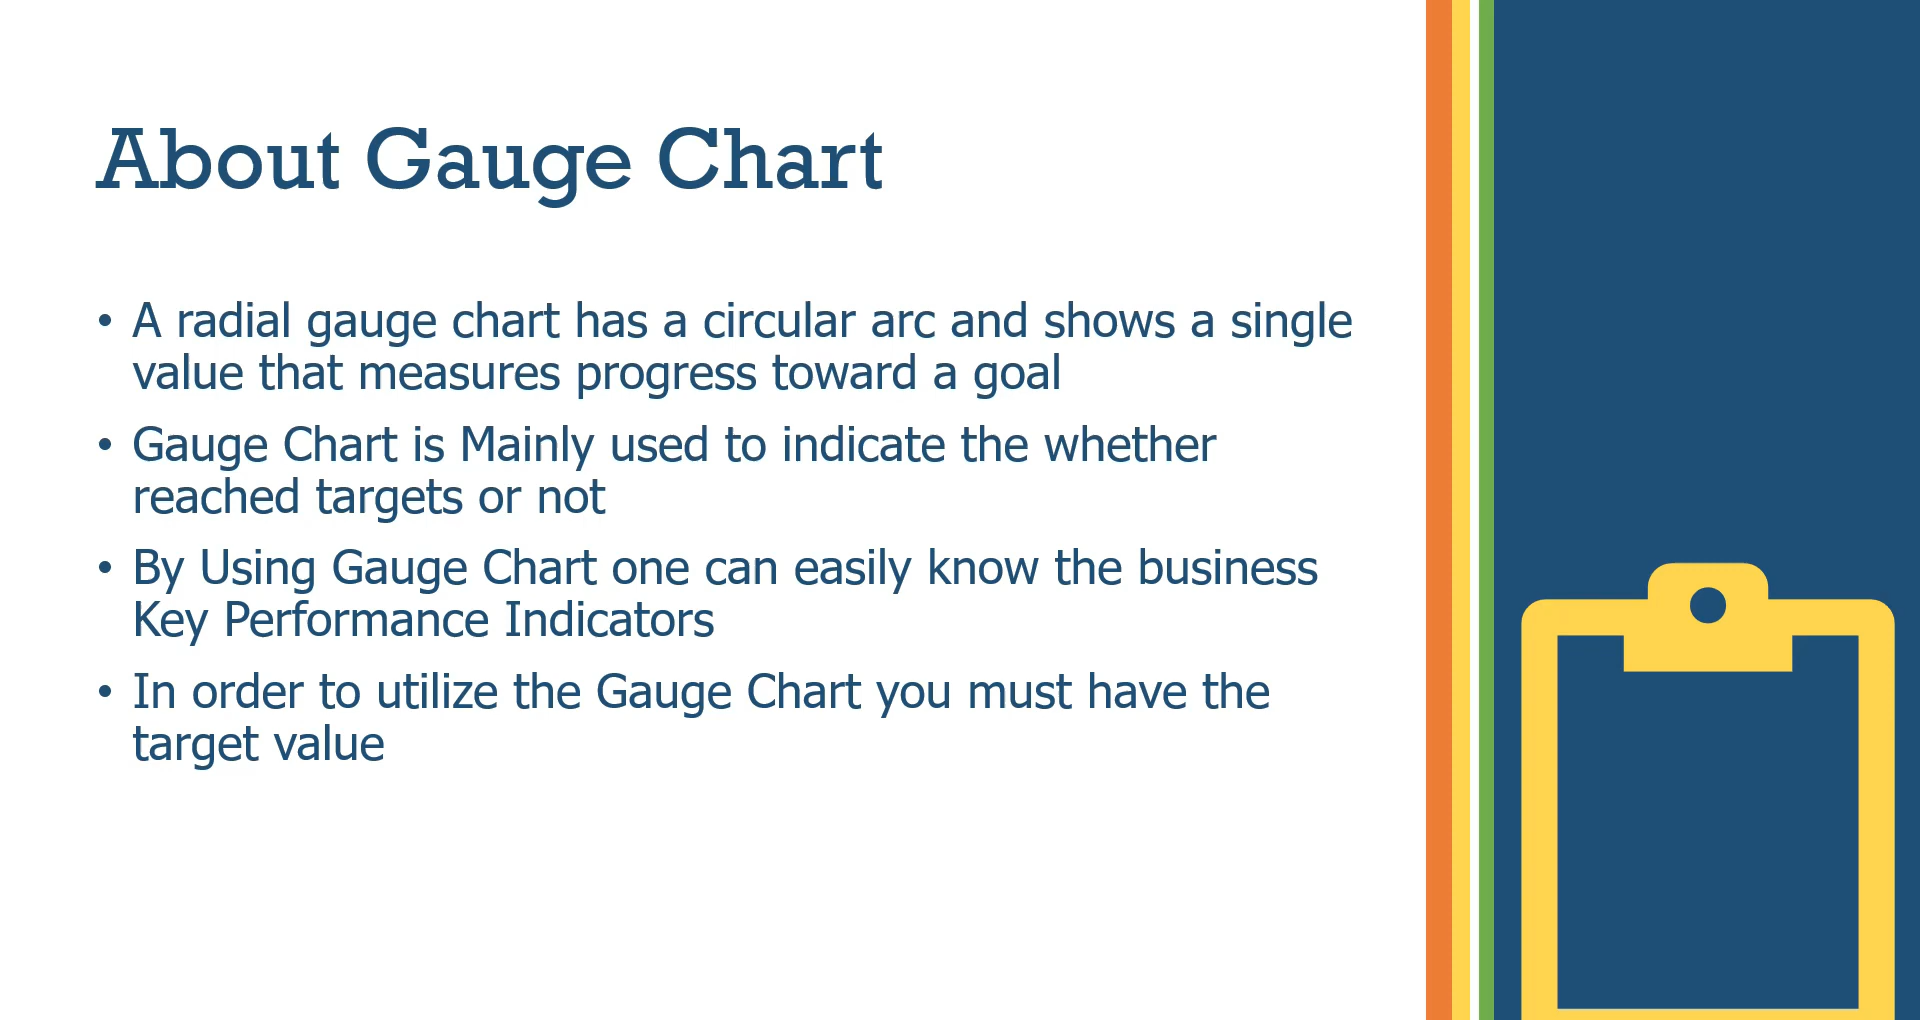 About Gauge Chart
• A radial gauge chart has a circular arc and shows a single
value that measures progress toward a goal
• Gauge Chart is Mainly used to indicate the whether
reached targets or not
• By Using Gauge Chart one can easily know the business
Key Performance Indicators
• In order to utilize the Gauge Chart you must have the
target value